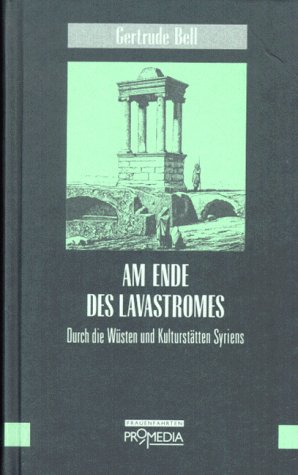 Gertrude Bell
AM ENDE
DES LAVASTROMES
Durch die Wüsten und Kulturstätten Syriens
FRAUENFAHRTEN
PROMEDIA